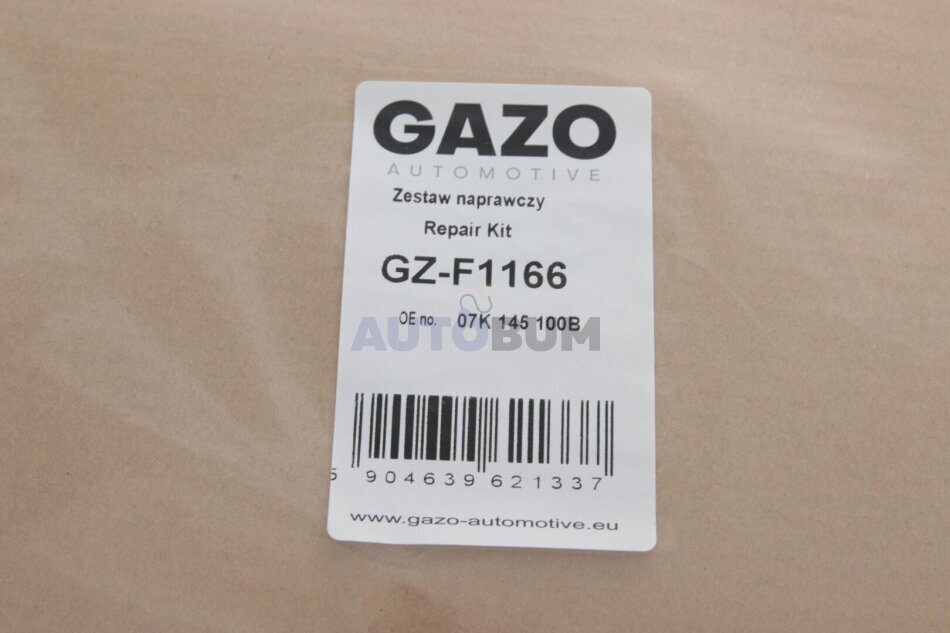 GAZO
AUTOMOTIVE
Zestaw naprawczy
Repair Kit
GZ-F1166
OE no. 07K 145 100B
AUTOBUM
5 904639 621337
www.gazo-automotive.eu